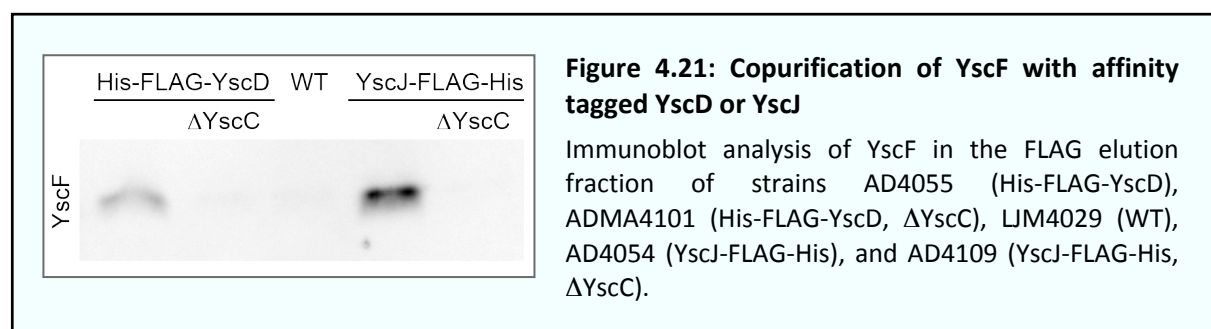 His-FLAG-YscD WT YscJ-FLAG-His
ΔYscC ΔYscC
YscF
Figure 4.21: Copurification of YscF with affinity
tagged YscD or YscJ
Immunoblot analysis of YscF in the FLAG elution
fraction of strains AD4055 (His-FLAG-YscD),
ADMA4101 (His-FLAG-YscD, ΔYscC), LJM4029 (WT),
AD4054 (YscJ-FLAG-His), and AD4109 (YscJ-FLAG-His,
ΔYscC).